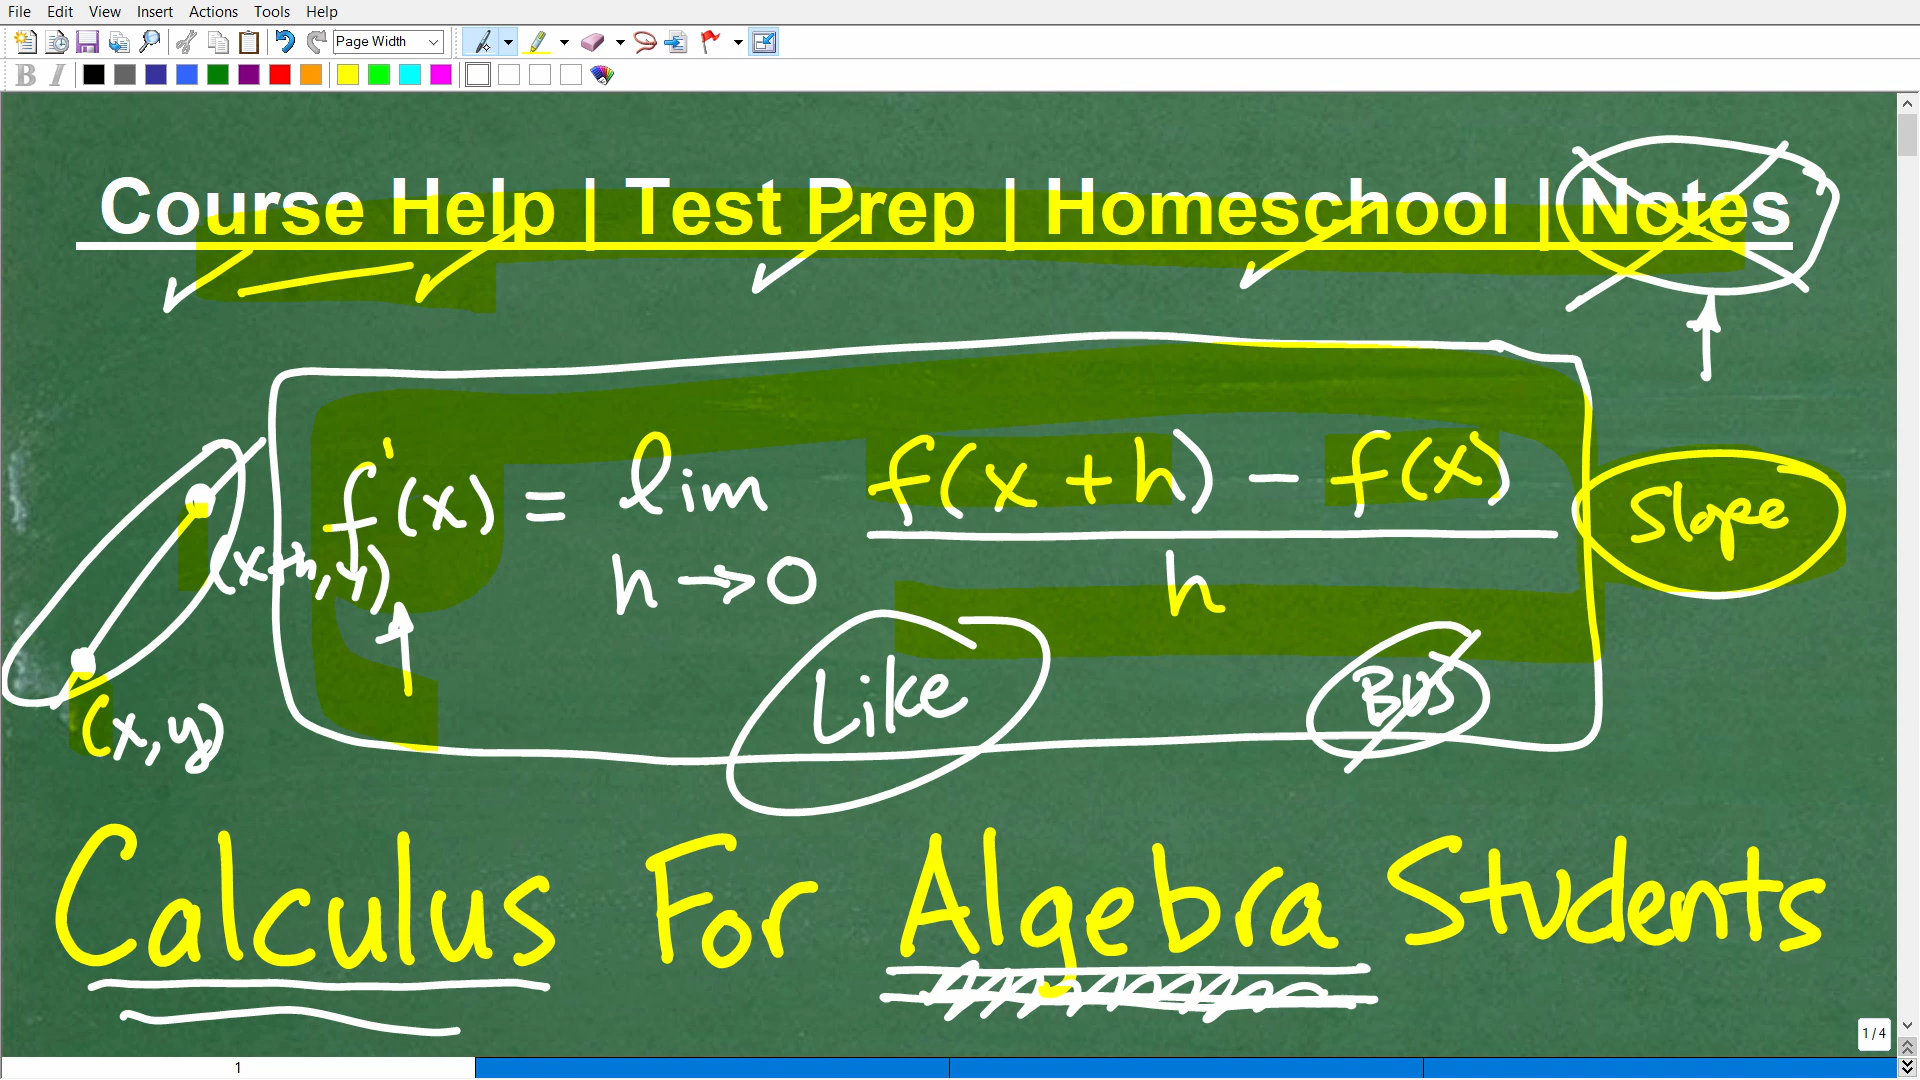 File Edit View Insert Actions Tools Help
Page Width
B I
Course Help | Test Prep | Homeschool | Notes
f'(x) = lim f(x+h) - f(x)
h→0 h
Slope
(x+h, y)
(x, y)
Like
BUS
Calculus For Algebra Students
1 / 4
1